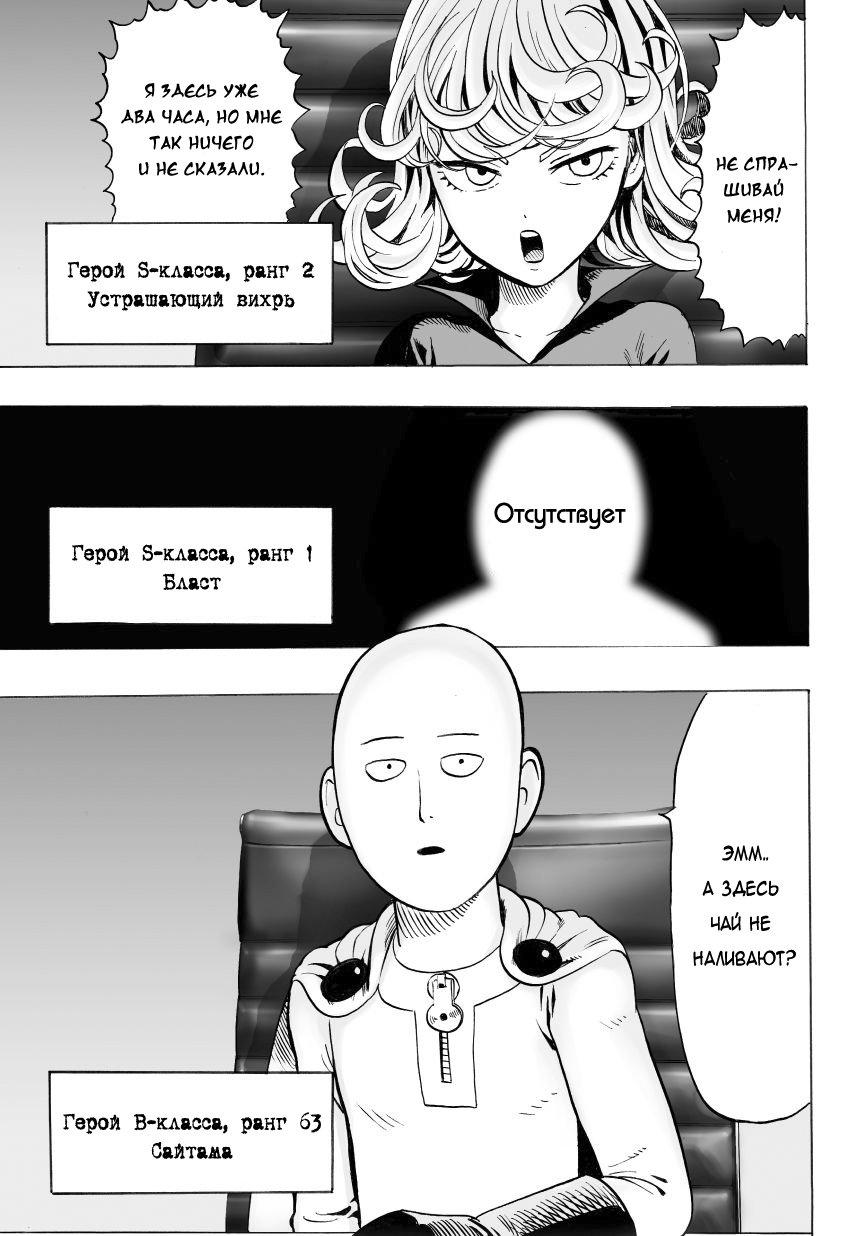 НЕ СПРА-
ШИВАЙ
МЕНЯ!
Я ЗДЕСЬ УЖЕ
ДВА ЧАСА, НО МНЕ
ТАК НИЧЕГО
И НЕ СКАЗАЛИ.
Герой S-класса, ранг 2
Устрашающий вихрь
Отсутствует
Герой S-класса, ранг 1
Бласт
ЭММ..
А ЗДЕСЬ
ЧАЙ НЕ
НАЛИВАЮТ?
Герой B-класса, ранг 63
Сайтама